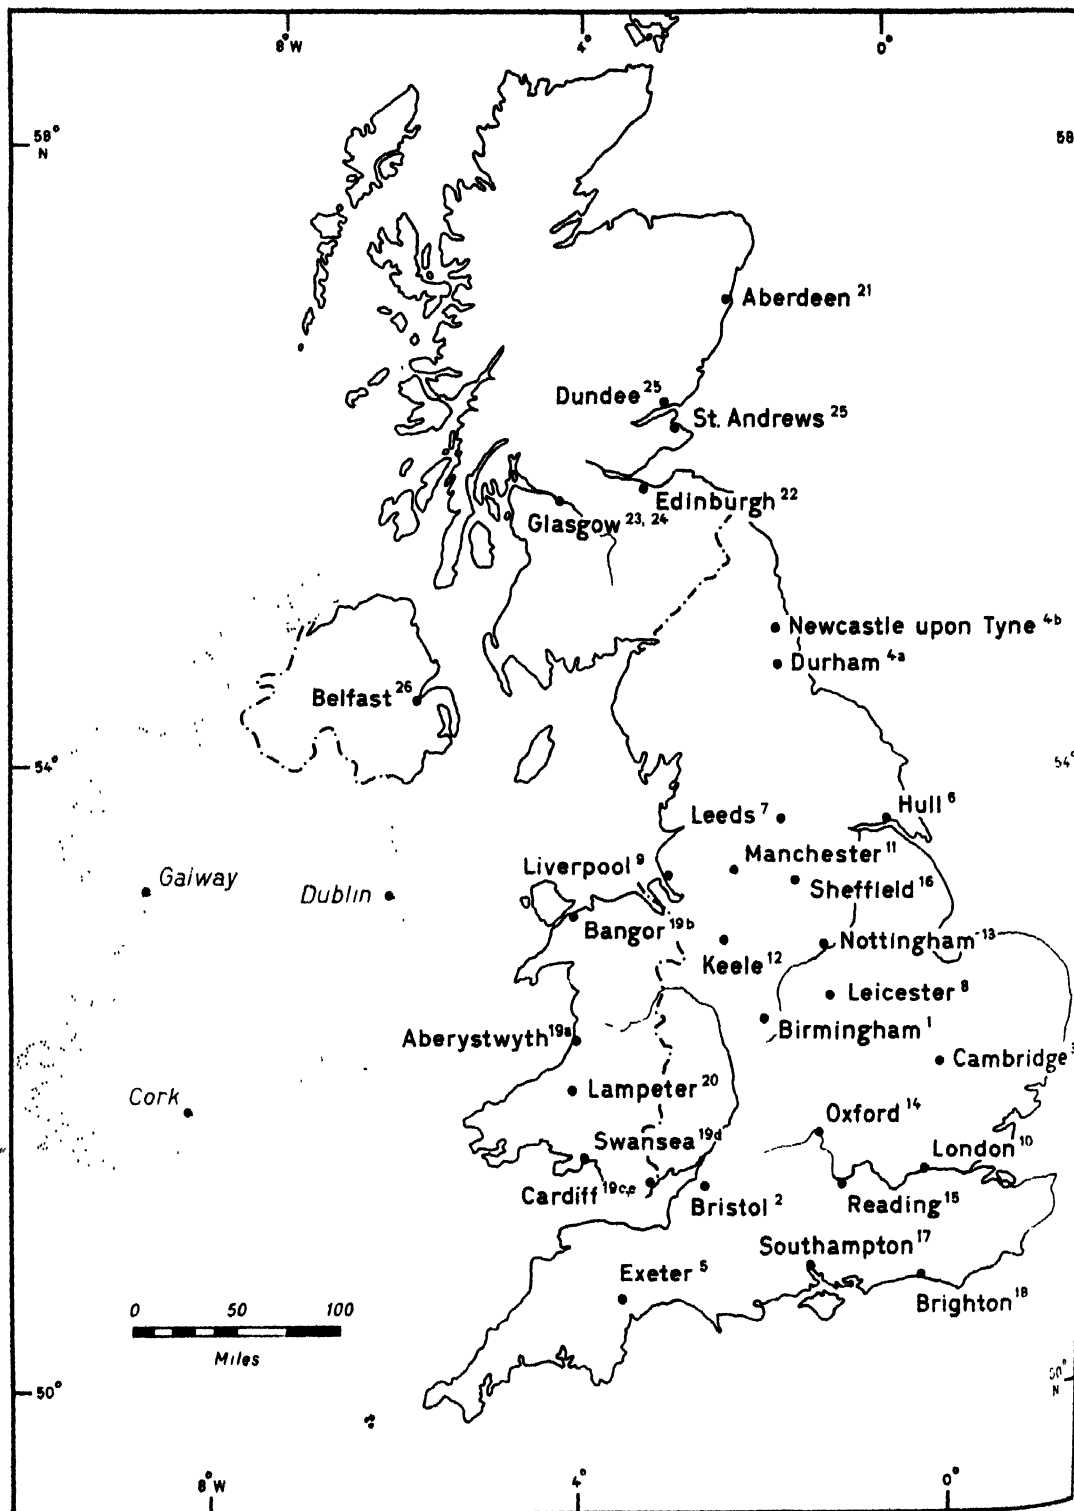 8°W 4° 0°
58°
N
58
Aberdeen 21
Dundee 25
St. Andrews 25
Edinburgh 22
Glasgow 23, 24
Newcastle upon Tyne 4b
Durham 4a
Belfast 26
54°
54°
Hull 6
Leeds 7
Manchester 11
Liverpool 9
Galway
Dublin
Sheffield 16
Bangor 19b
Nottingham 13
Keele 12
Leicester 8
Birmingham 1
Aberystwyth 19a
Cambridge
Lampeter 20
Cork
Oxford 14
Swansea 19d
London 10
Cardiff 19c,e
Bristol 2
Reading 15
Southampton 17
Exeter 5
Brighton 18
0 50 100
Miles
50°
50°
N
8°W 4° 0°